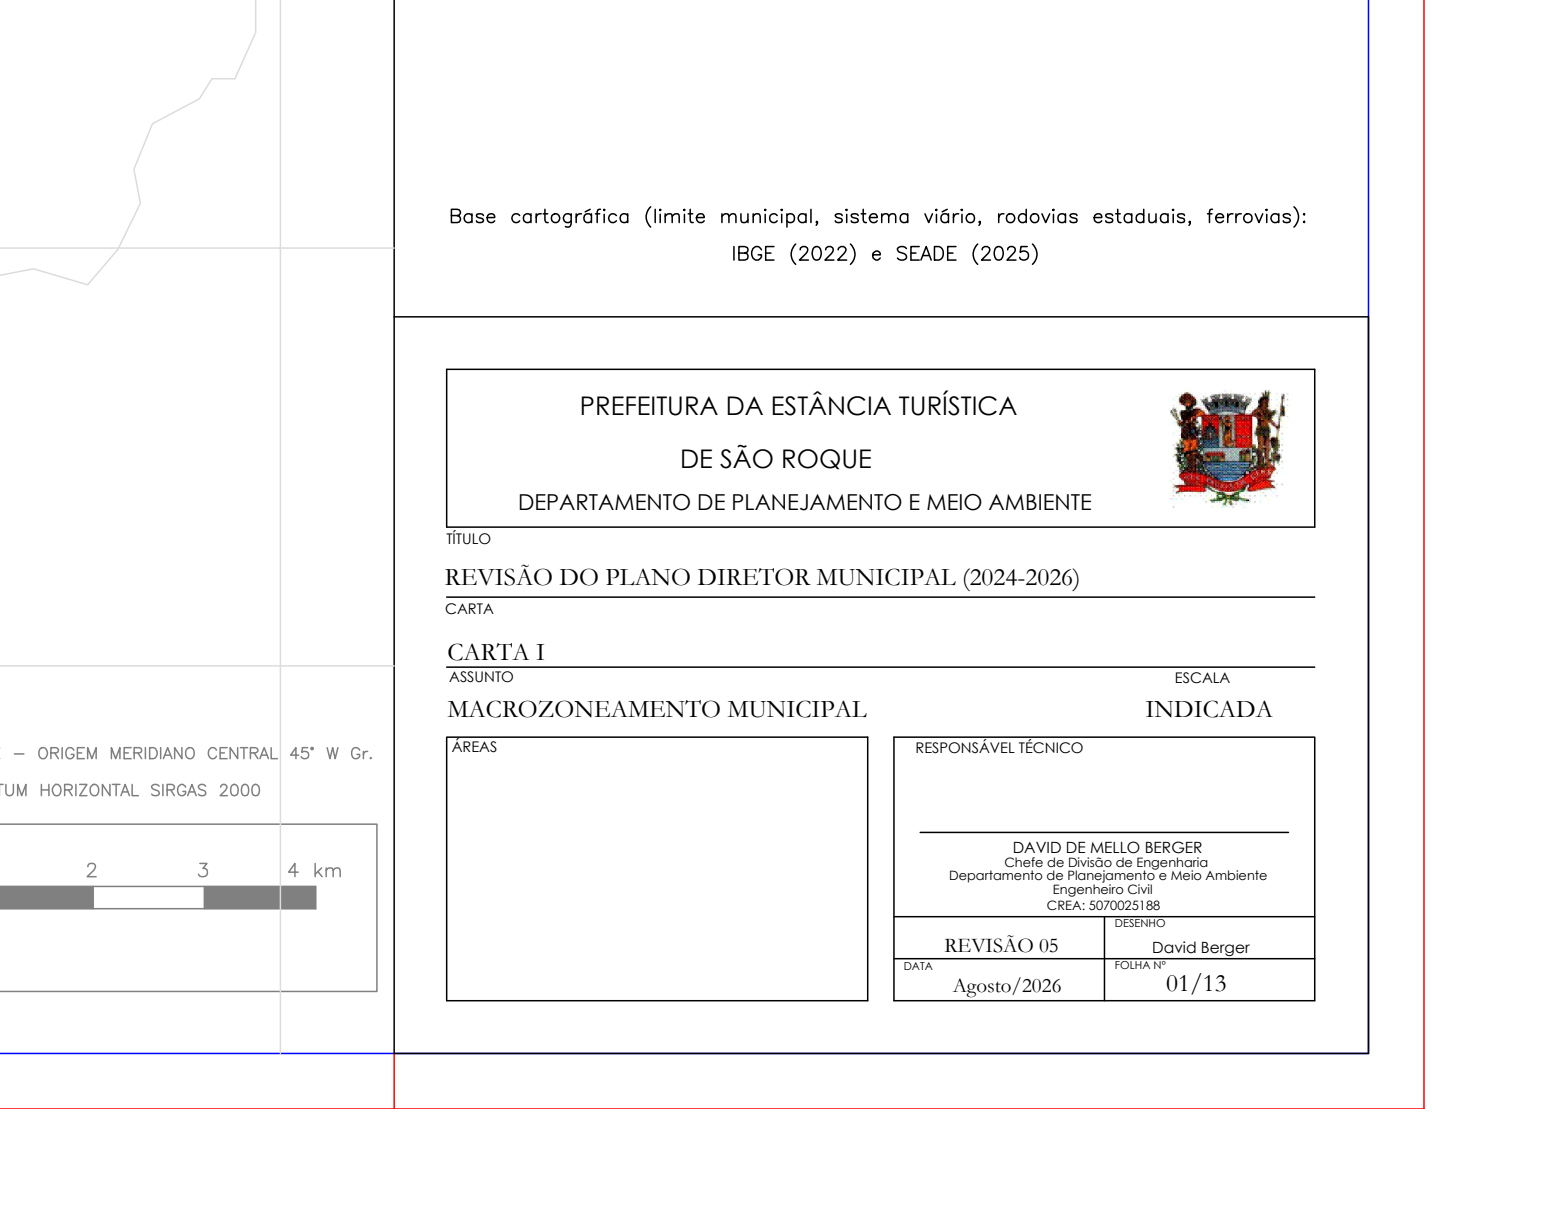 Base cartográfica (limite municipal, sistema viário, rodovias estaduais, ferrovias):
IBGE (2022) e SEADE (2025)
PREFEITURA DA ESTÂNCIA TURÍSTICA
DE SÃO ROQUE
DEPARTAMENTO DE PLANEJAMENTO E MEIO AMBIENTE
TÍTULO
REVISÃO DO PLANO DIRETOR MUNICIPAL (2024-2026)
CARTA
CARTA I
ASSUNTO
ESCALA
MACROZONEAMENTO MUNICIPAL
INDICADA
– ORIGEM MERIDIANO CENTRAL 45° W Gr.
TUM HORIZONTAL SIRGAS 2000
2 3 4 km
ÁREAS
RESPONSÁVEL TÉCNICO
DAVID DE MELLO BERGER
Chefe de Divisão de Engenharia
Departamento de Planejamento e Meio Ambiente
Engenheiro Civil
CREA: 5070025188
REVISÃO 05
DESENHO
David Berger
DATA
Agosto/2026
FOLHA Nº
01/13